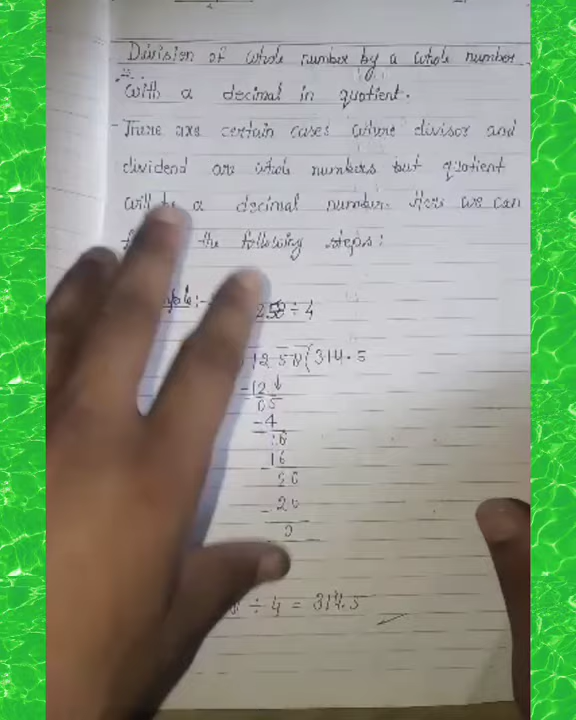 Division of whole number by a whole number
with a decimal in quotient.
There are certain cases where divisor and
dividend are whole numbers but quotient
will be a decimal number. Here we can
the following steps:
258 ÷ 4
1258(314.5
-12↓
05
-4
18
-16
20
-20
0
÷ 4 = 314.5